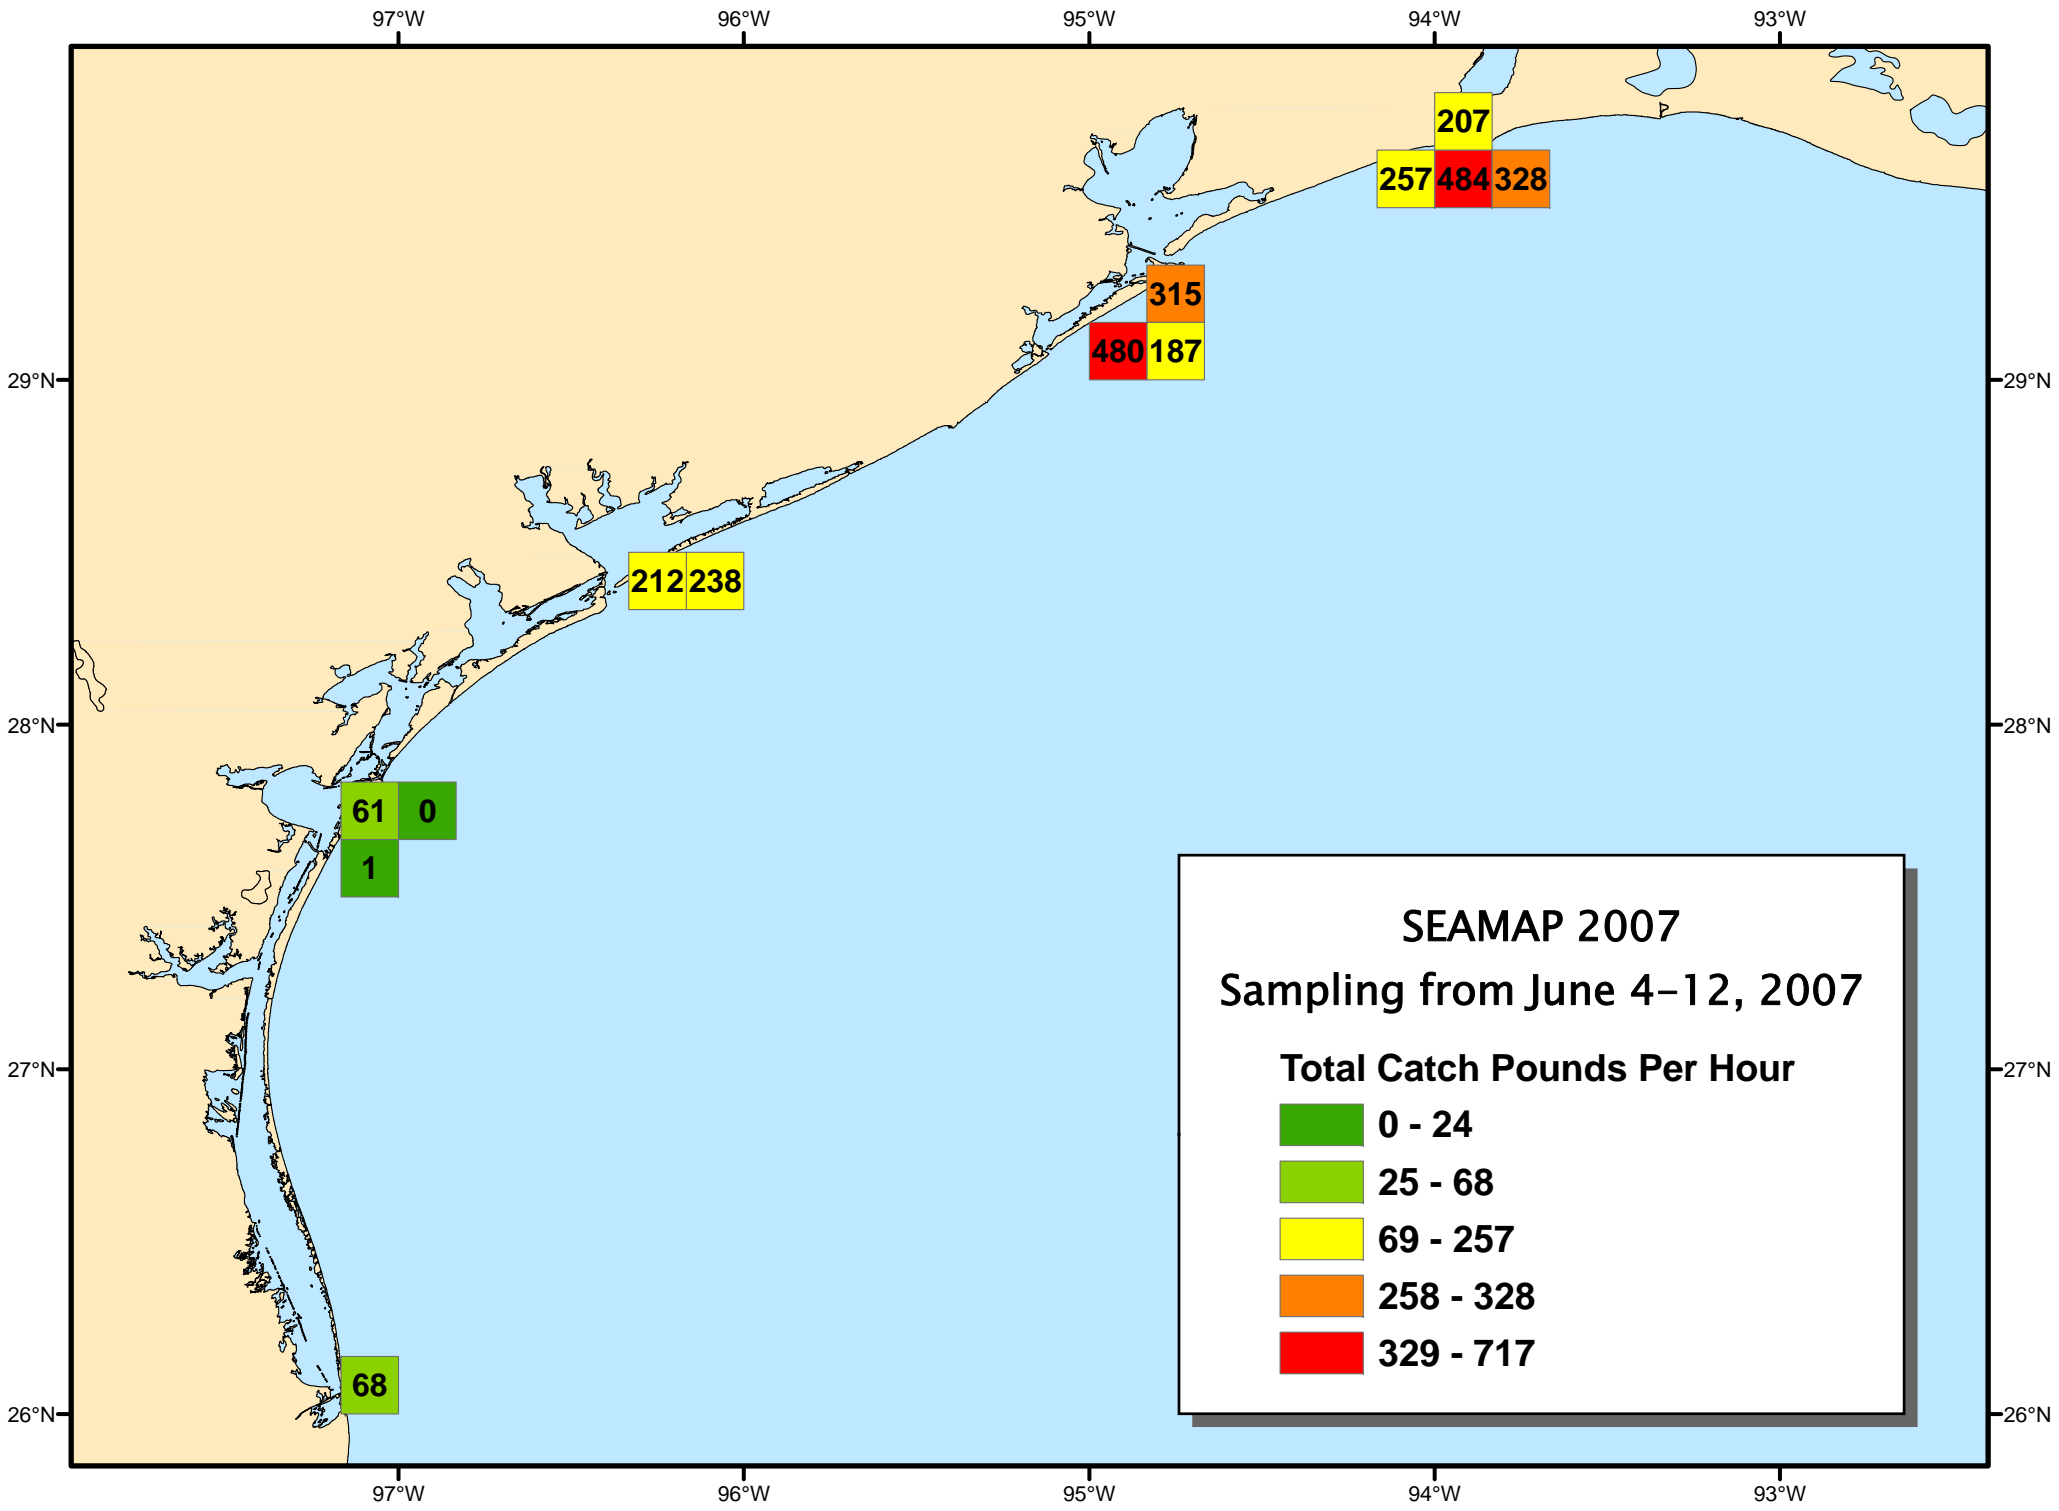 97°W 96°W 95°W 94°W 93°W
207
257 484 328
315
480 187
29°N 29°N
212 238
28°N 28°N
61 0
1
SEAMAP 2007
Sampling from June 4-12, 2007
Total Catch Pounds Per Hour
27°N 27°N
0 - 24
25 - 68
69 - 257
258 - 328
329 - 717
68
26°N 26°N
97°W 96°W 95°W 94°W 93°W